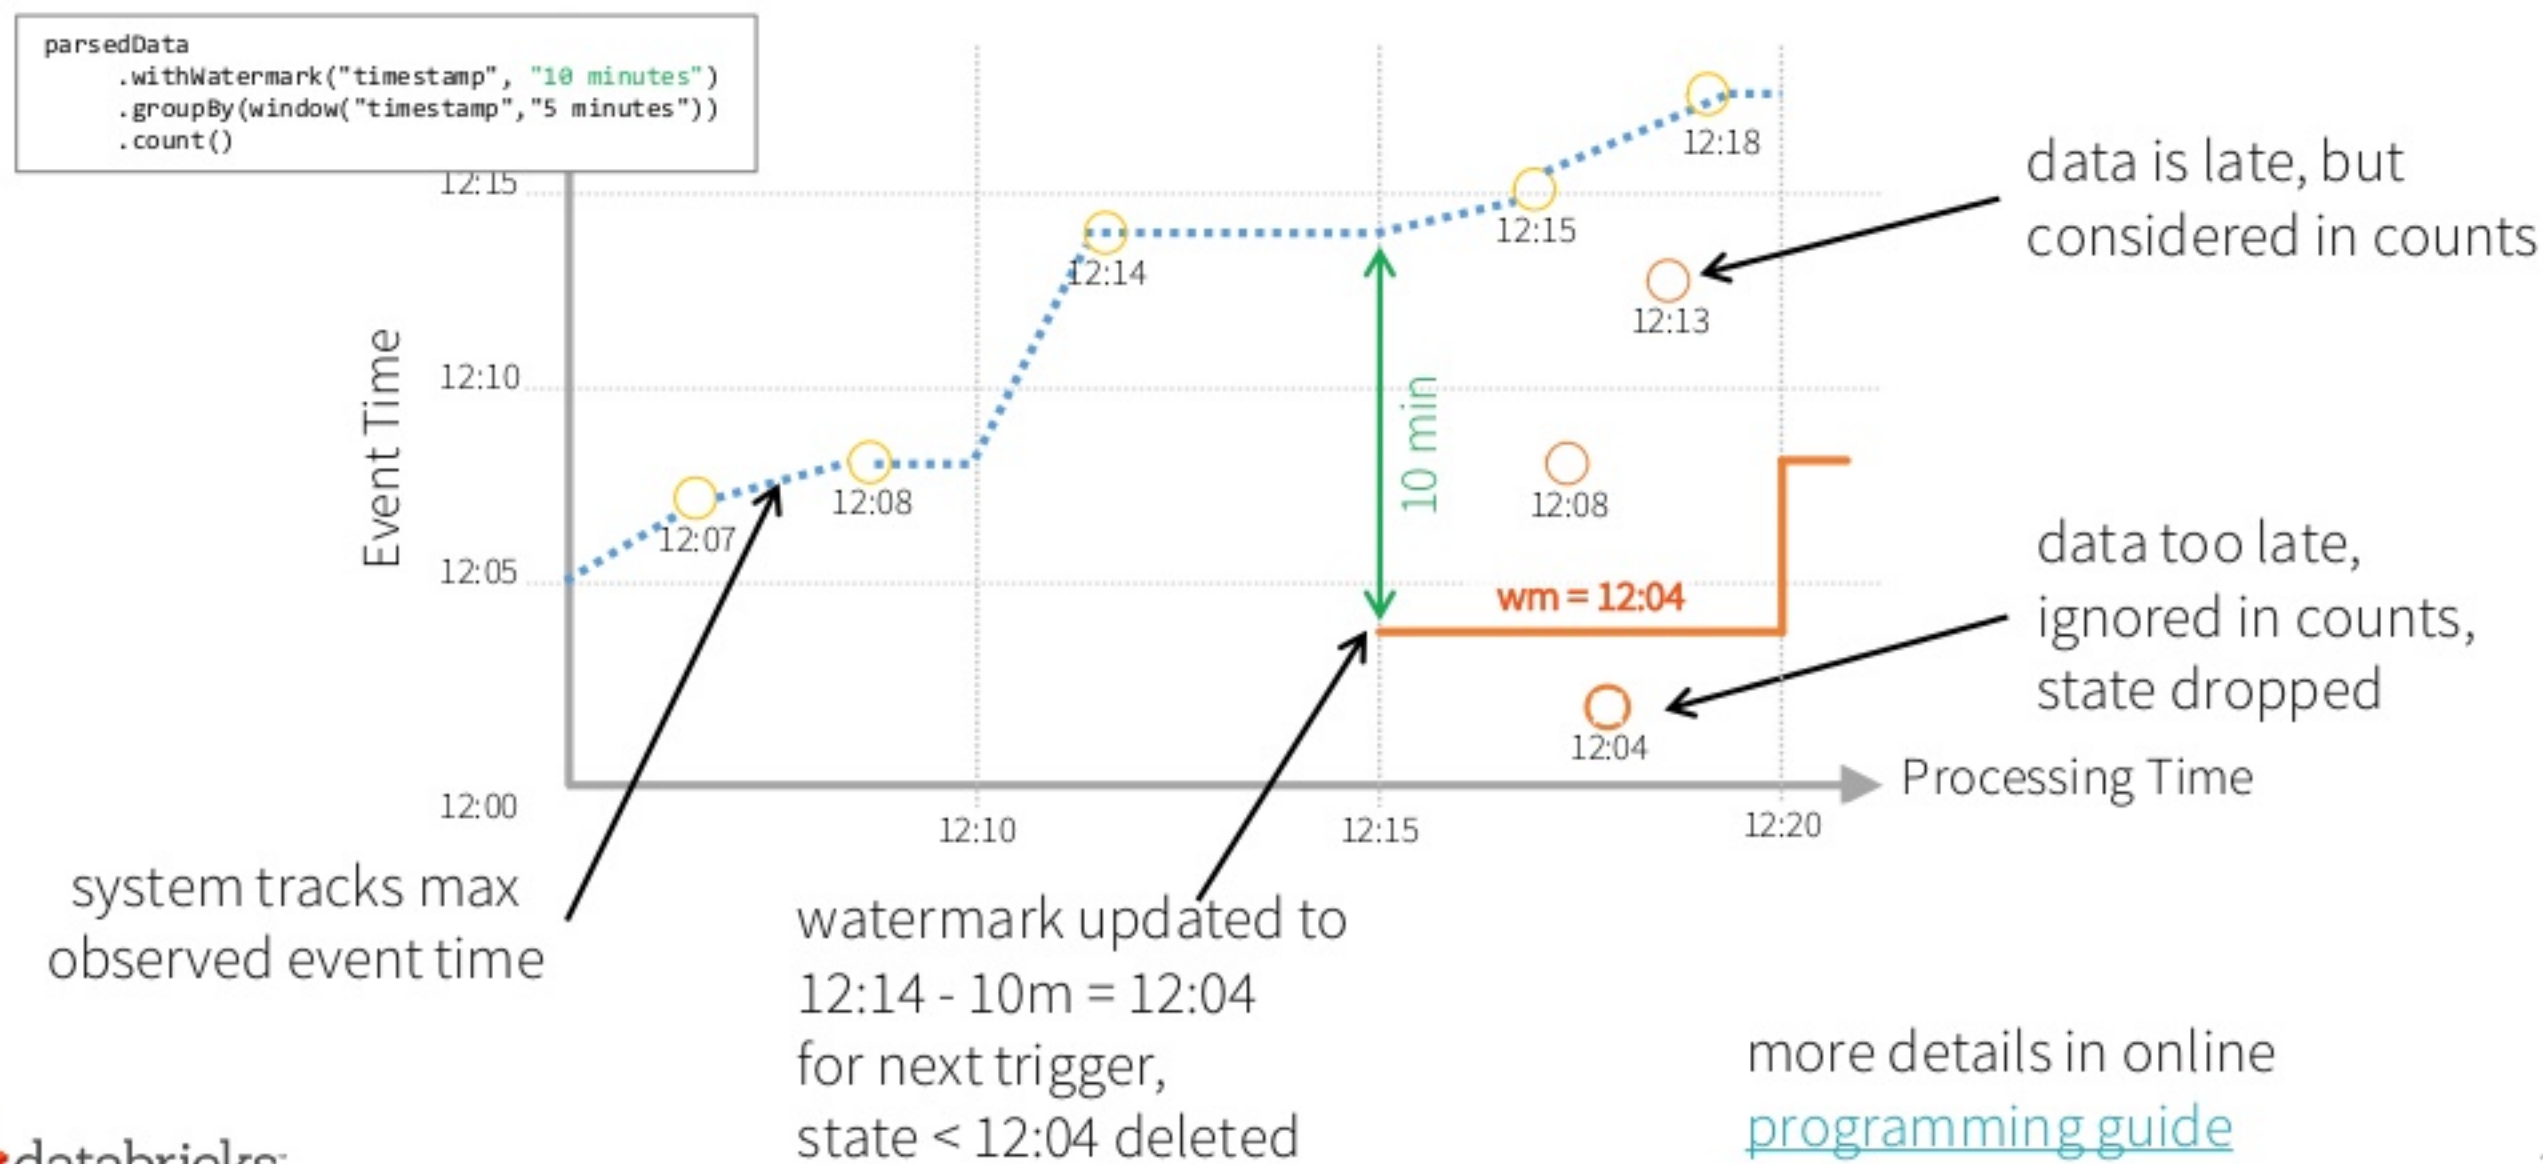 parsedData
.withWatermark("timestamp", "10 minutes")
.groupBy(window("timestamp","5 minutes"))
.count()
12:15
12:10
12:05
12:00
Event Time
12:07
12:08
12:14
12:15
12:18
12:13
12:08
10 min
wm = 12:04
12:04
12:10
12:15
12:20
Processing Time
data is late, but
considered in counts
data too late,
ignored in counts,
state dropped
system tracks max
observed event time
watermark updated to
12:14 - 10m = 12:04
for next trigger,
state < 12:04 deleted
more details in online
programming guide
databricks